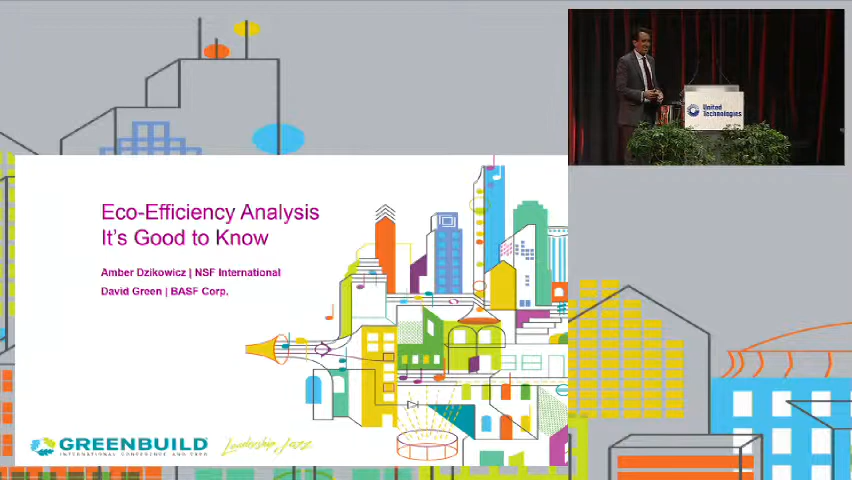 United
Technologies
Eco-Efficiency Analysis
It's Good to Know
Amber Dzikowicz | NSF International
David Green | BASF Corp.
GREENBUILD
INTERNATIONAL CONFERENCE AND EXPO
Leadership Jazz